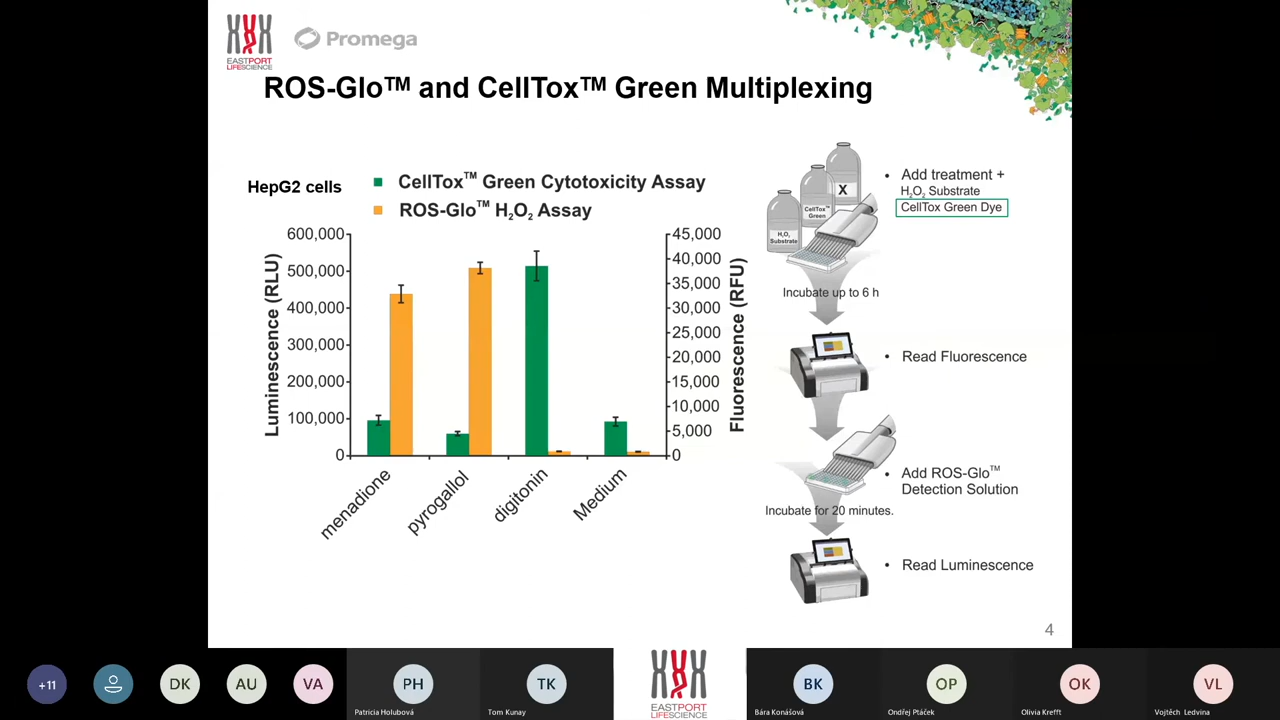 EASTPORT
LIFESCIENCE
Promega
ROS-Glo™ and CellTox™ Green Multiplexing
HepG2 cells
CellTox™ Green Cytotoxicity Assay
ROS-Glo™ H₂O₂ Assay
Luminescence (RLU)
600,000
500,000
400,000
300,000
200,000
100,000
0
45,000
40,000
35,000
30,000
25,000
20,000
15,000
10,000
5,000
0
Fluorescence (RFU)
menadione
pyrogallol
digitonin
Medium
X
CellTox™
Green
H₂O₂
Substrate
• Add treatment +
H₂O₂ Substrate
CellTox Green Dye
Incubate up to 6 h
• Read Fluorescence
• Add ROS-Glo™
Detection Solution
Incubate for 20 minutes.
• Read Luminescence
4
+11
DK
AU
VA
PH
Patricia Holubová
TK
Tom Kunay
EASTPORT
LIFESCIENCE
BK
Bára Konášová
OP
Ondřej Ptáček
OK
Olivia Krefft
VL
Vojtěch Ledvina